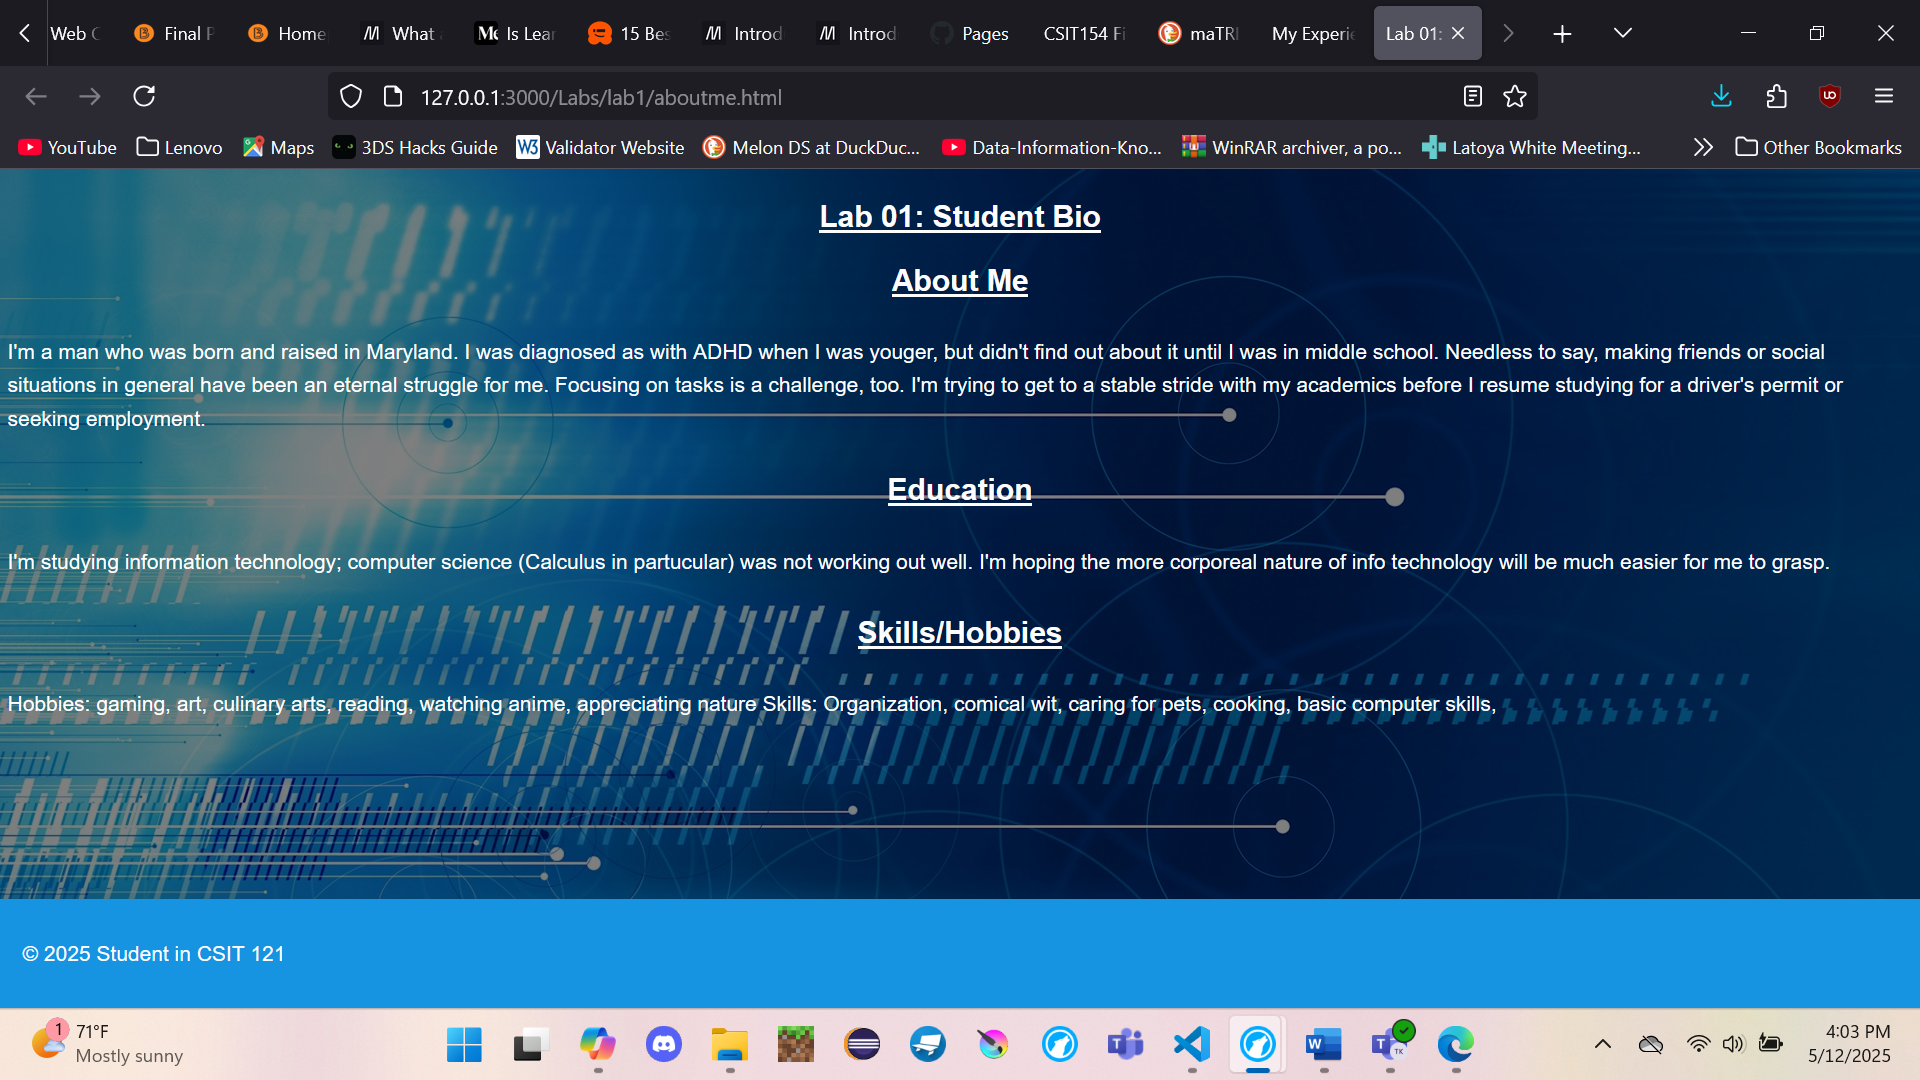 Web C Final P Home What a Is Lear 15 Bes Introd Introd Pages CSIT154 Fi maTRI My Experie Lab 01:
127.0.0.1:3000/Labs/lab1/aboutme.html
YouTube Lenovo Maps 3DS Hacks Guide Validator Website Melon DS at DuckDuc... Data-Information-Kno... WinRAR archiver, a po... Latoya White Meeting... Other Bookmarks
Lab 01: Student Bio
About Me
I'm a man who was born and raised in Maryland. I was diagnosed as with ADHD when I was youger, but didn't find out about it until I was in middle school. Needless to say, making friends or social
situations in general have been an eternal struggle for me. Focusing on tasks is a challenge, too. I'm trying to get to a stable stride with my academics before I resume studying for a driver's permit or
seeking employment.
Education
I'm studying information technology; computer science (Calculus in partucular) was not working out well. I'm hoping the more corporeal nature of info technology will be much easier for me to grasp.
Skills/Hobbies
Hobbies: gaming, art, culinary arts, reading, watching anime, appreciating nature Skills: Organization, comical wit, caring for pets, cooking, basic computer skills,
© 2025 Student in CSIT 121
1 71°F
Mostly sunny
4:03 PM
5/12/2025